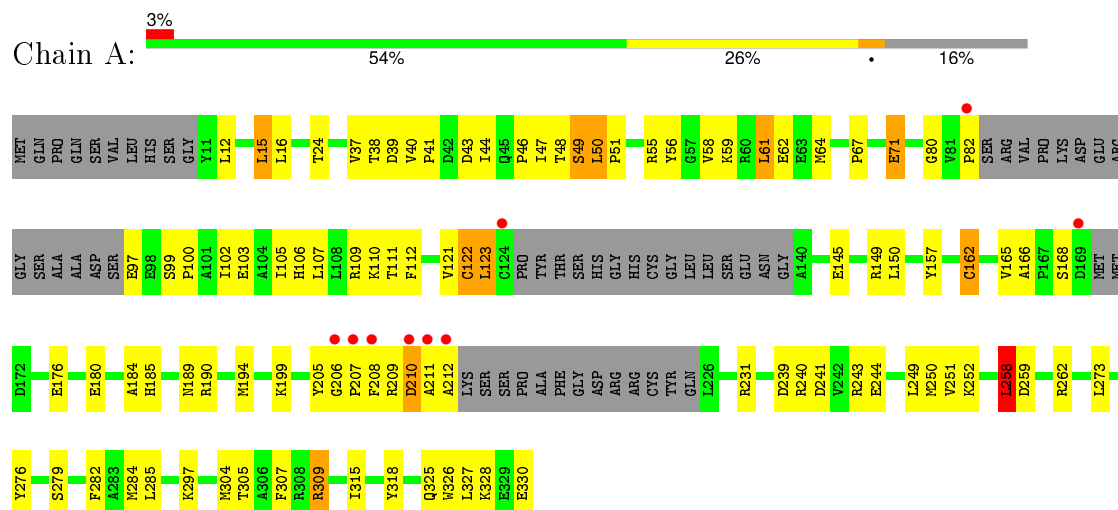 3%
Chain A:
54% 26% • 16%
MET GLN PRO GLN SER VAL LEU HIS SER GLY Y11 L12 L15 L16 T24 V37 T38 D39 V40 P41 D42 D43 I44 Q45 P46 I47 T48 S49 L50 P51 R55 Y56 G57 V58 K59 R60 L61 E62 E63 M64 P67 E71 G80 V81 P82 SER ARG VAL PRO LYS ASP GLU ARG
GLY SER ALA ALA ASP SER E97 E98 S99 P100 A101 I102 E103 A104 I105 H106 L107 L108 R109 K110 T111 F112 V121 C122 L123 C124 PRO TYR THR SER HIS GLY HIS CYS GLY LEU LEU SER GLU ASN GLY A140 E145 R149 L150 Y157 C162 V165 A166 P167 S168 D169 MET MET
D172 E176 E180 A184 H185 N189 R190 M194 K199 Y205 G206 P207 F208 R209 D210 A211 A212 LYS SER SER PRO ALA PHE GLY ASP ARG ARG CYS TYR GLN L226 R231 D239 R240 D241 V242 R243 E244 L249 M250 V251 K252 L258 D259 R262 L273
Y276 S279 F282 A283 M284 L285 K297 M304 T305 A306 F307 R308 R309 I315 Y318 Q325 W326 L327 K328 E329 E330